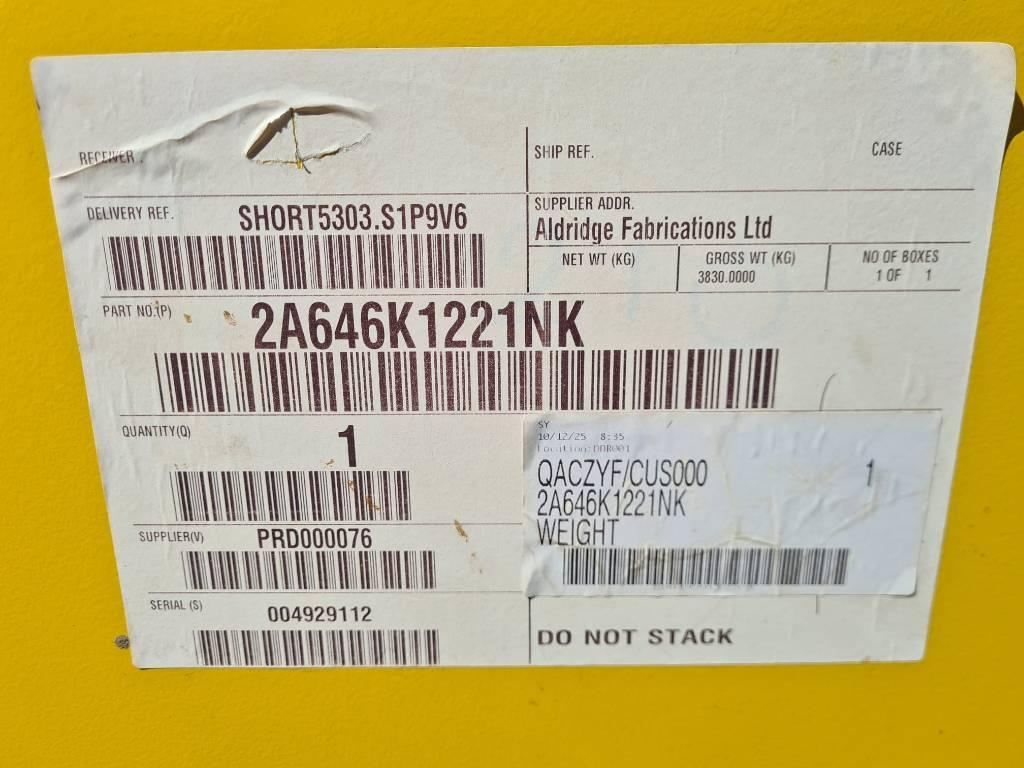 RECEIVER .
SHIP REF.
CASE
DELIVERY REF.
SHORT5303.S1P9V6
SUPPLIER ADDR.
Aldridge Fabrications Ltd
NET WT (KG)
GROSS WT (KG)
3830.0000
NO OF BOXES
1 OF 1
PART NO.(P)
2A646K1221NK
QUANTITY(Q)
1
SY
10/12/25 8:35
Location:DDR001
QACZYF/CUS000 1
2A646K1221NK
WEIGHT
SUPPLIER(V)
PRD000076
SERIAL (S)
004929112
DO NOT STACK